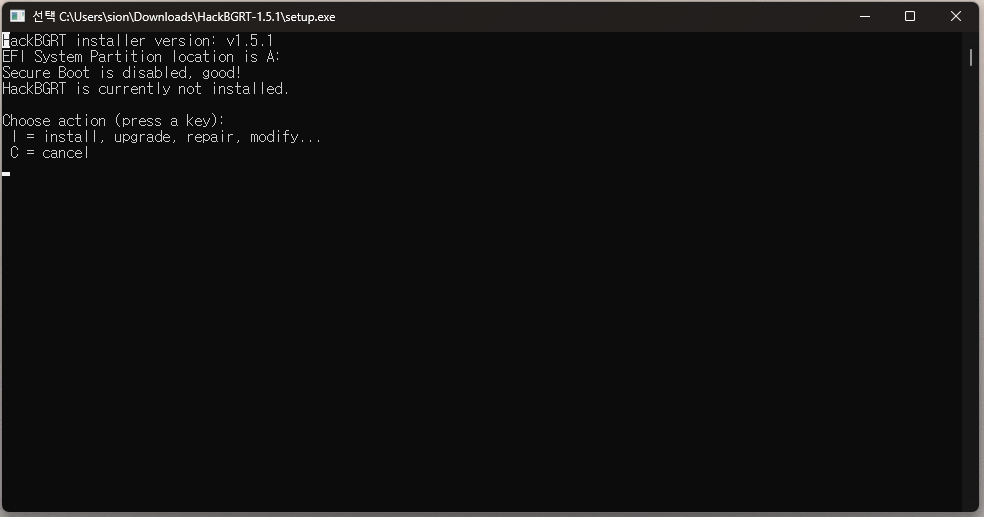 선택 C:\Users\sion\Downloads\HackBGRT-1.5.1\setup.exe
HackBGRT installer version: v1.5.1
EFI System Partition location is A:
Secure Boot is disabled, good!
HackBGRT is currently not installed.
Choose action (press a key):
I = install, upgrade, repair, modify...
C = cancel